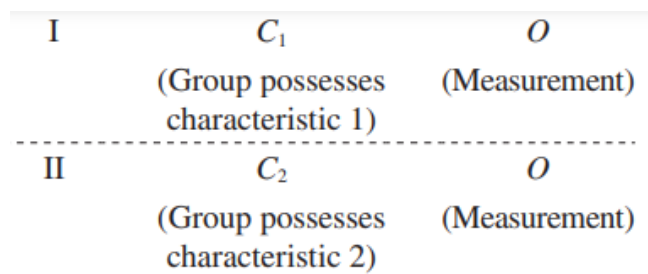 I C₁ O
(Group possesses (Measurement)
characteristic 1)
II C₂ O
(Group possesses (Measurement)
characteristic 2)